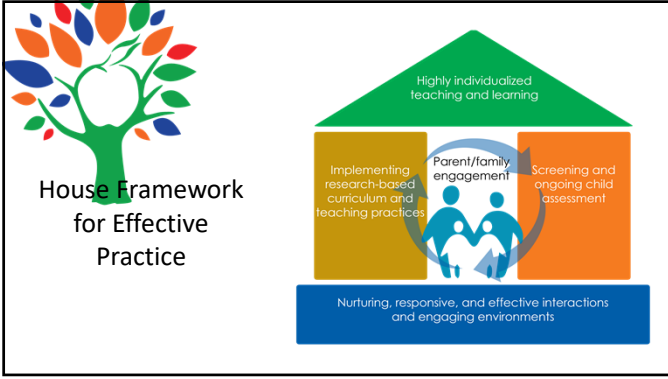 House Framework
for Effective
Practice
Highly individualized
teaching and learning
Implementing
research-based
curriculum and
teaching practices
Parent/family
engagement
Screening and
ongoing child
assessment
Nurturing, responsive, and effective interactions
and engaging environments